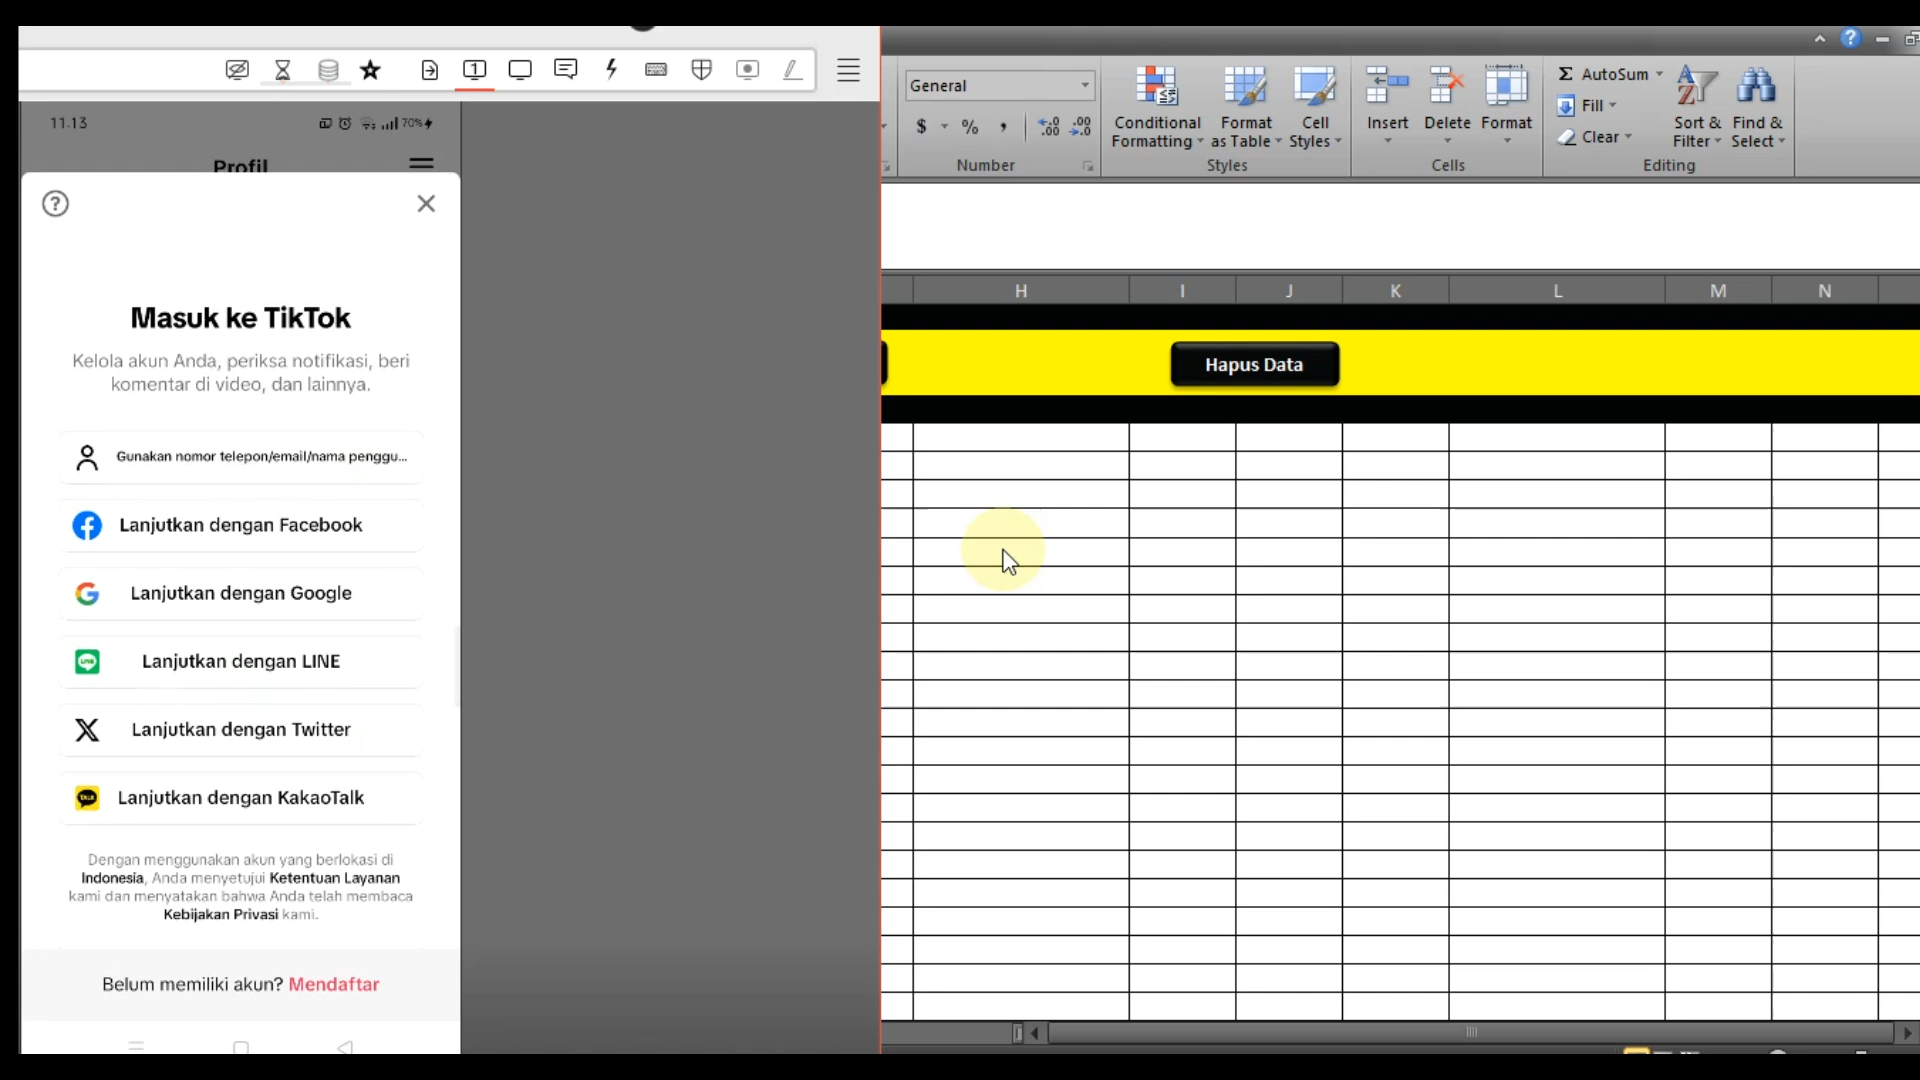 11.13
70%
Profil
Masuk ke TikTok
Kelola akun Anda, periksa notifikasi, beri
komentar di video, dan lainnya.
Gunakan nomor telepon/email/nama penggu...
Lanjutkan dengan Facebook
Lanjutkan dengan Google
LINE
Lanjutkan dengan LINE
Lanjutkan dengan Twitter
TALK
Lanjutkan dengan KakaoTalk
Dengan menggunakan akun yang berlokasi di
Indonesia, Anda menyetujui Ketentuan Layanan
kami dan menyatakan bahwa Anda telah membaca
Kebijakan Privasi kami.
Belum memiliki akun? Mendaftar
General
$ % ,
Number
Conditional
Formatting
Format
as Table
Cell
Styles
Styles
Insert
Delete
Format
Cells
Σ AutoSum
Fill
Clear
Sort &
Filter
Find &
Select
Editing
H I J K L M N
Hapus Data